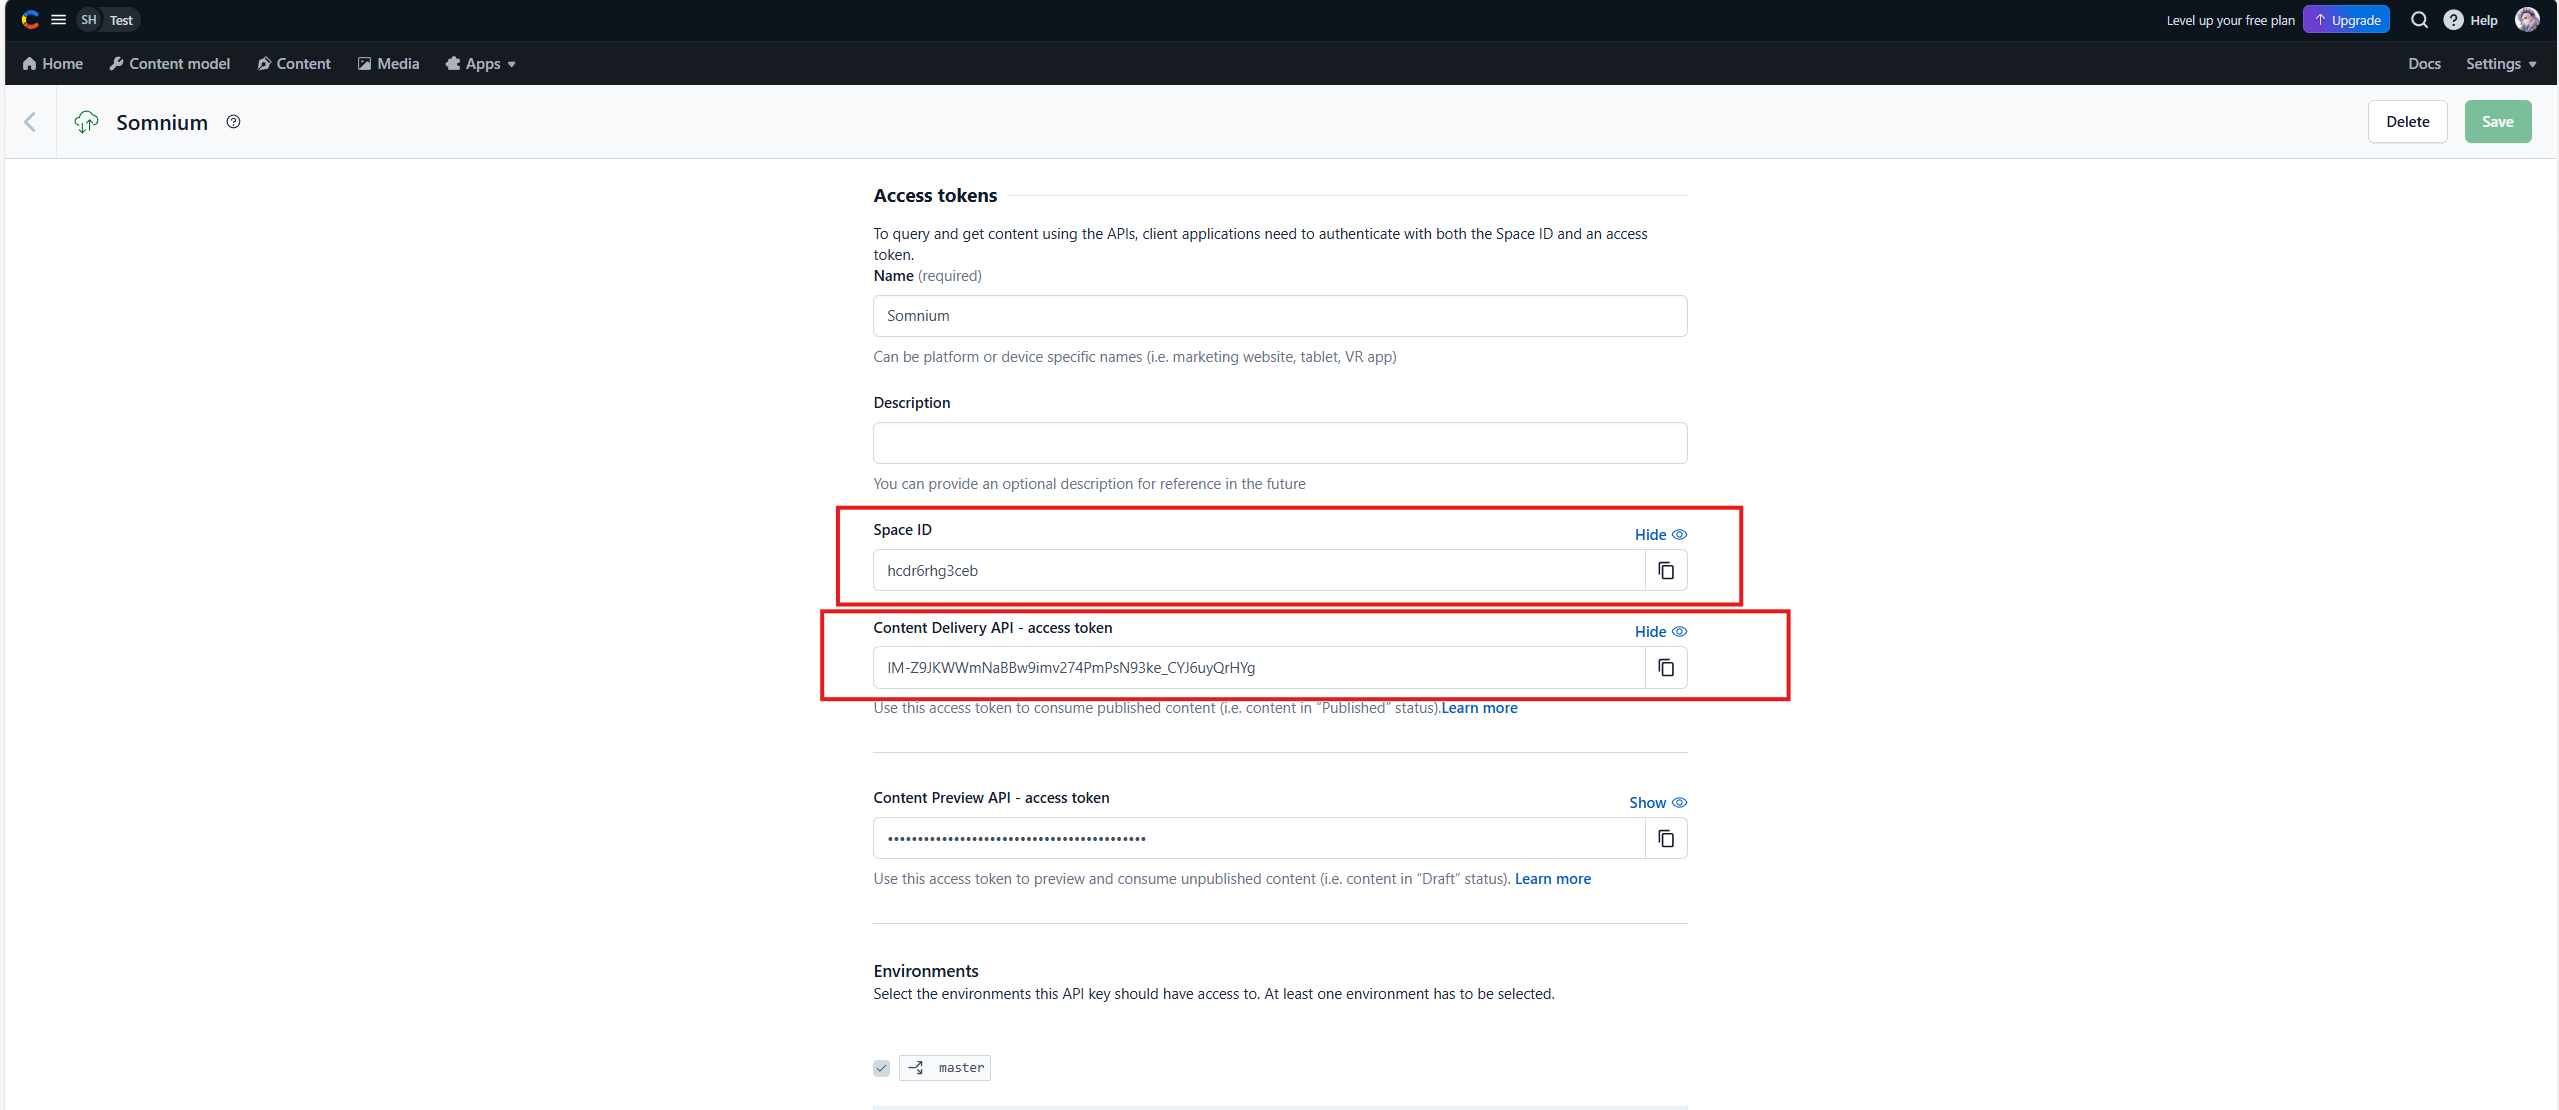 SH Test
Level up your free plan
Upgrade
Help
Home
Content model
Content
Media
Apps
Docs
Settings
Somnium
Delete
Save
Access tokens
To query and get content using the APIs, client applications need to authenticate with both the Space ID and an access
token.
Name (required)
Somnium
Can be platform or device specific names (i.e. marketing website, tablet, VR app)
Description
You can provide an optional description for reference in the future
Space ID
Hide
hcdr6rhg3ceb
Content Delivery API - access token
Hide
IM-Z9JKWWmNaBBw9imv274PmPsN93ke_CYJ6uyQrHYg
Use this access token to consume published content (i.e. content in “Published” status).Learn more
Content Preview API - access token
Show
•••••••••••••••••••••••••••••••••••••••••••
Use this access token to preview and consume unpublished content (i.e. content in “Draft” status). Learn more
Environments
Select the environments this API key should have access to. At least one environment has to be selected.
master